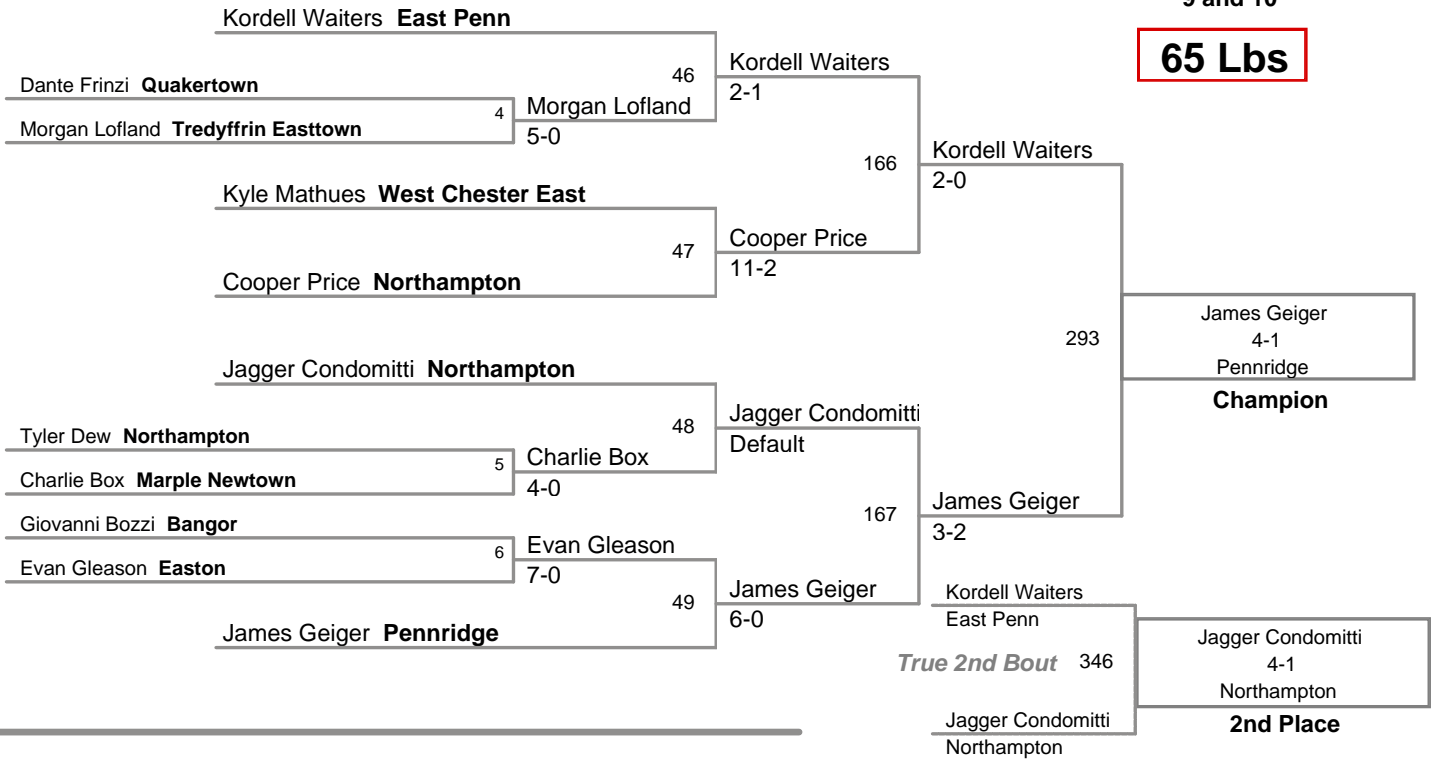 9 and 10
65 Lbs
Kordell Waiters East Penn
46
Kordell Waiters
2-1
Dante Frinzi Quakertown
4
Morgan Lofland
5-0
Morgan Lofland Tredyffrin Easttown
166
Kordell Waiters
2-0
Kyle Mathues West Chester East
47
Cooper Price
11-2
Cooper Price Northampton
293
James Geiger
4-1
Pennridge
Champion
Jagger Condomitti Northampton
48
Jagger Condomitti
Default
Tyler Dew Northampton
5
Charlie Box
4-0
Charlie Box Marple Newtown
167
James Geiger
3-2
Giovanni Bozzi Bangor
6
Evan Gleason
7-0
Evan Gleason Easton
49
James Geiger
6-0
James Geiger Pennridge
Kordell Waiters
East Penn
True 2nd Bout 346
Jagger Condomitti
4-1
Northampton
2nd Place
Jagger Condomitti
Northampton